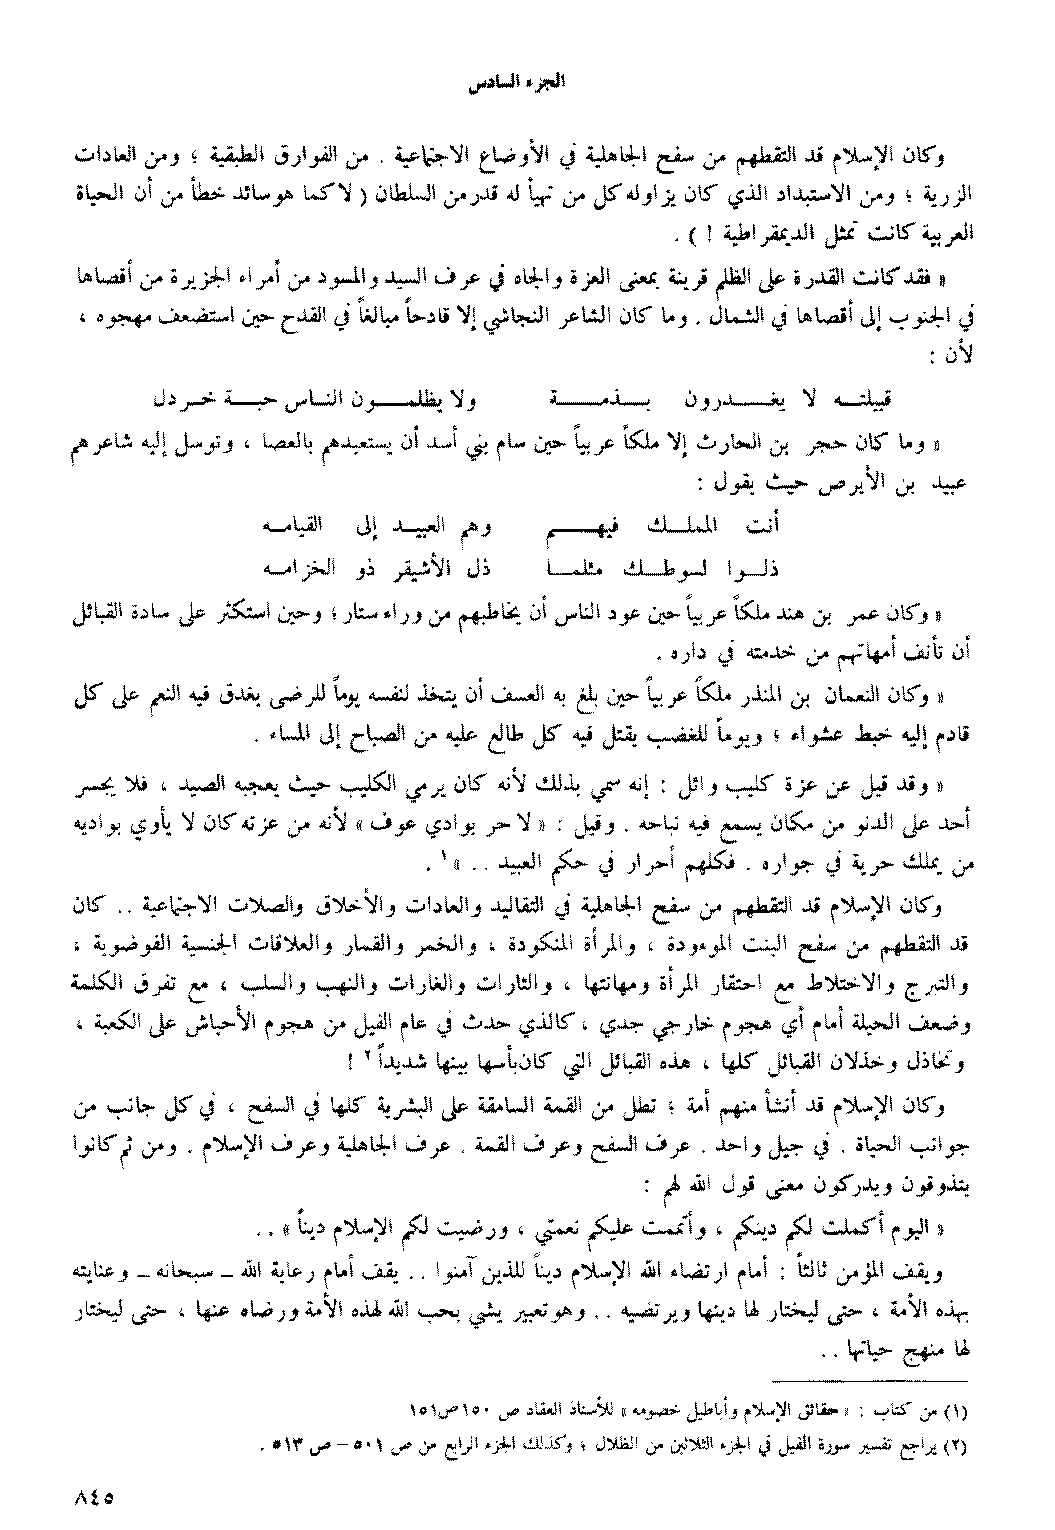 الجزء السادس
وكان الإسلام قد التقطهم من سفح الجاهلية في الأوضاع الاجتماعية . من الفوارق الطبقية ؛ ومن العادات
الزرية ؛ ومن الاستبداد الذي كان يزاوله كل من تهيأ له قدر من السلطان ( لا كما هو سائد خطأ من أن الحياة
العربية كانت تمثل الديمقراطية ! ) .
« فقد كانت القدرة على الظلم قرينة بمعنى العزة والجاه في عرف السيد والمسود من أمراء الجزيرة من أقصاها
في الجنوب إلى أقصاها في الشمال . وما كان الشاعر النجاشي إلا قادحاً مبالغاً في القدح حين استضعف مهجوه ،
لأن :
قبيلتـه لا يغـدرون بـذمـة ولا يظلمـون الناس حبـة خـردل
« وما كان حجر بن الحارث إلا ملكاً عربياً حين سام بني أسد أن يستعبدهم بالعصا ، وتوسل إليه شاعرهم
عبيد بن الأبرص حيث يقول :
أنت المملـك فيهـم وهم العبيـد إلى القيامـه
ذلـوا لسوطـك مثلمـا ذل الأشيقر ذو الخزامـه
« وكان عمر بن هند ملكاً عربياً حين عود الناس أن يخاطبهم من وراء ستار ؛ وحين استكثر على سادة القبائل
أن تأنف أمهاتهم من خدمته في داره .
« وكان النعمان بن المنذر ملكاً عربياً حين بلغ به العسف أن يتخذ لنفسه يوماً للرضى يغدق فيه النعم على كل
قادم إليه خبط عشواء ؛ ويوماً للغضب يقتل فيه كل طالع عليه من الصباح إلى المساء .
« وقد قيل عن عزة كليب وائل : إنه سمي بذلك لأنه كان يرمي الكليب حيث يعجبه الصيد ، فلا يجسر
أحد على الدنو من مكان يسمع فيه نباحه . وقيل : « لا حر بوادي عوف » لأنه من عزته كان لا يأوي بواديه
من يملك حرية في جواره . فكلهم أحرار في حكم العبيد .. »١ .
وكان الإسلام قد التقطهم من سفح الجاهلية في التقاليد والعادات والأخلاق والصلات الاجتماعية .. كان
قد التقطهم من سفح البنت الموءودة ، والمرأة المنكودة ، والخمر والقمار والعلاقات الجنسية الفوضوية ،
والتبرج والاختلاط مع احتقار المرأة ومهانتها ، والثارات والغارات والنهب والسلب ، مع تفرق الكلمة
وضعف الحيلة أمام أي هجوم خارجي جدي ، كالذي حدث في عام الفيل من هجوم الأحباش على الكعبة ،
وتخاذل وخذلان القبائل كلها ، هذه القبائل التي كان بأسها بينها شديداً٢ !
وكان الإسلام قد أنشأ منهم أمة ؛ تطل من القمة السامقة على البشرية كلها في السفح ، في كل جانب من
جوانب الحياة . في جيل واحد . عرف السفح وعرف القمة . عرف الجاهلية وعرف الإسلام . ومن ثم كانوا
يتذوقون ويدركون معنى قول الله لهم :
« اليوم أكملت لكم دينكم ، وأتممت عليكم نعمتي ، ورضيت لكم الإسلام ديناً » ..
ويقف المؤمن ثالثاً : أمام ارتضاء الله الإسلام ديناً للذين آمنوا .. يقف أمام رعاية الله – سبحانه – وعنايته
بهذه الأمة ، حتى ليختار لها دينها ويرتضيه .. وهو تعبير يشي بحب الله لهذه الأمة ورضاه عنها ، حتى ليختار
لها منهج حياتها ..
(١) من كتاب : « حقائق الإسلام وأباطيل خصومه » للأستاذ العقاد ص ١٥٠ ص١٥١
(٢) يراجع تفسير سورة الفيل في الجزء الثلاثين من الظلال ؛ وكذلك الجزء الرابع من ص ٥٠١ – ص ٥١٣ .
٨٤٥